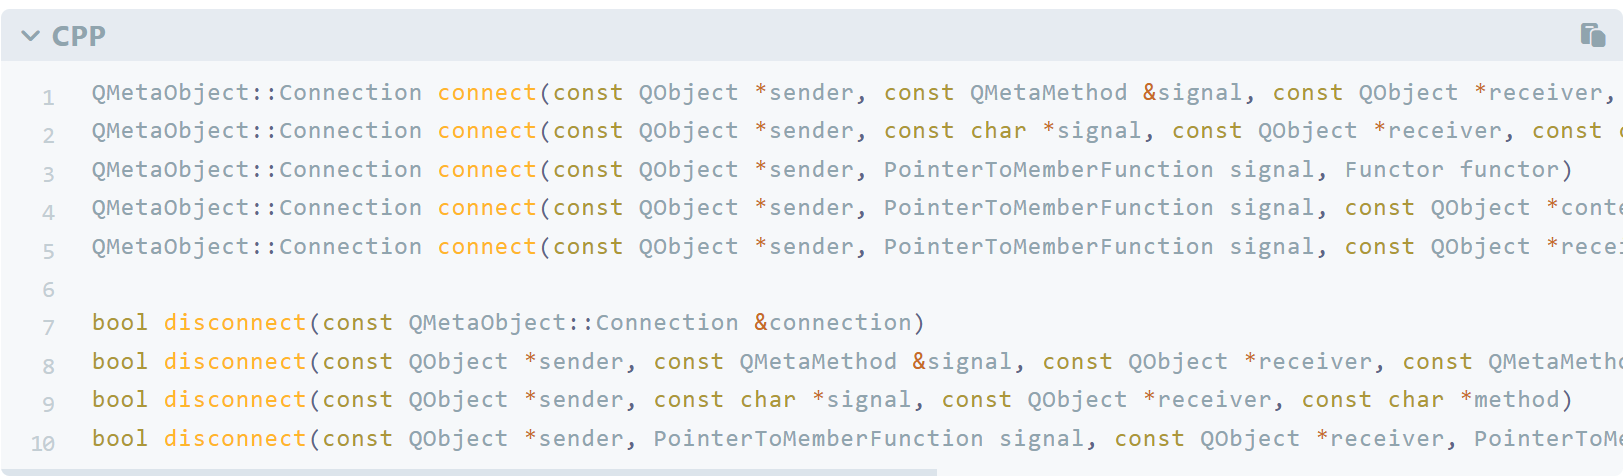 CPP
1 QMetaObject::Connection connect(const QObject *sender, const QMetaMethod &signal, const QObject *receiver,
2 QMetaObject::Connection connect(const QObject *sender, const char *signal, const QObject *receiver, const
3 QMetaObject::Connection connect(const QObject *sender, PointerToMemberFunction signal, Functor functor)
4 QMetaObject::Connection connect(const QObject *sender, PointerToMemberFunction signal, const QObject *conte
5 QMetaObject::Connection connect(const QObject *sender, PointerToMemberFunction signal, const QObject *recei
6
7 bool disconnect(const QMetaObject::Connection &connection)
8 bool disconnect(const QObject *sender, const QMetaMethod &signal, const QObject *receiver, const QMetaMetho
9 bool disconnect(const QObject *sender, const char *signal, const QObject *receiver, const char *method)
10 bool disconnect(const QObject *sender, PointerToMemberFunction signal, const QObject *receiver, PointerToMe